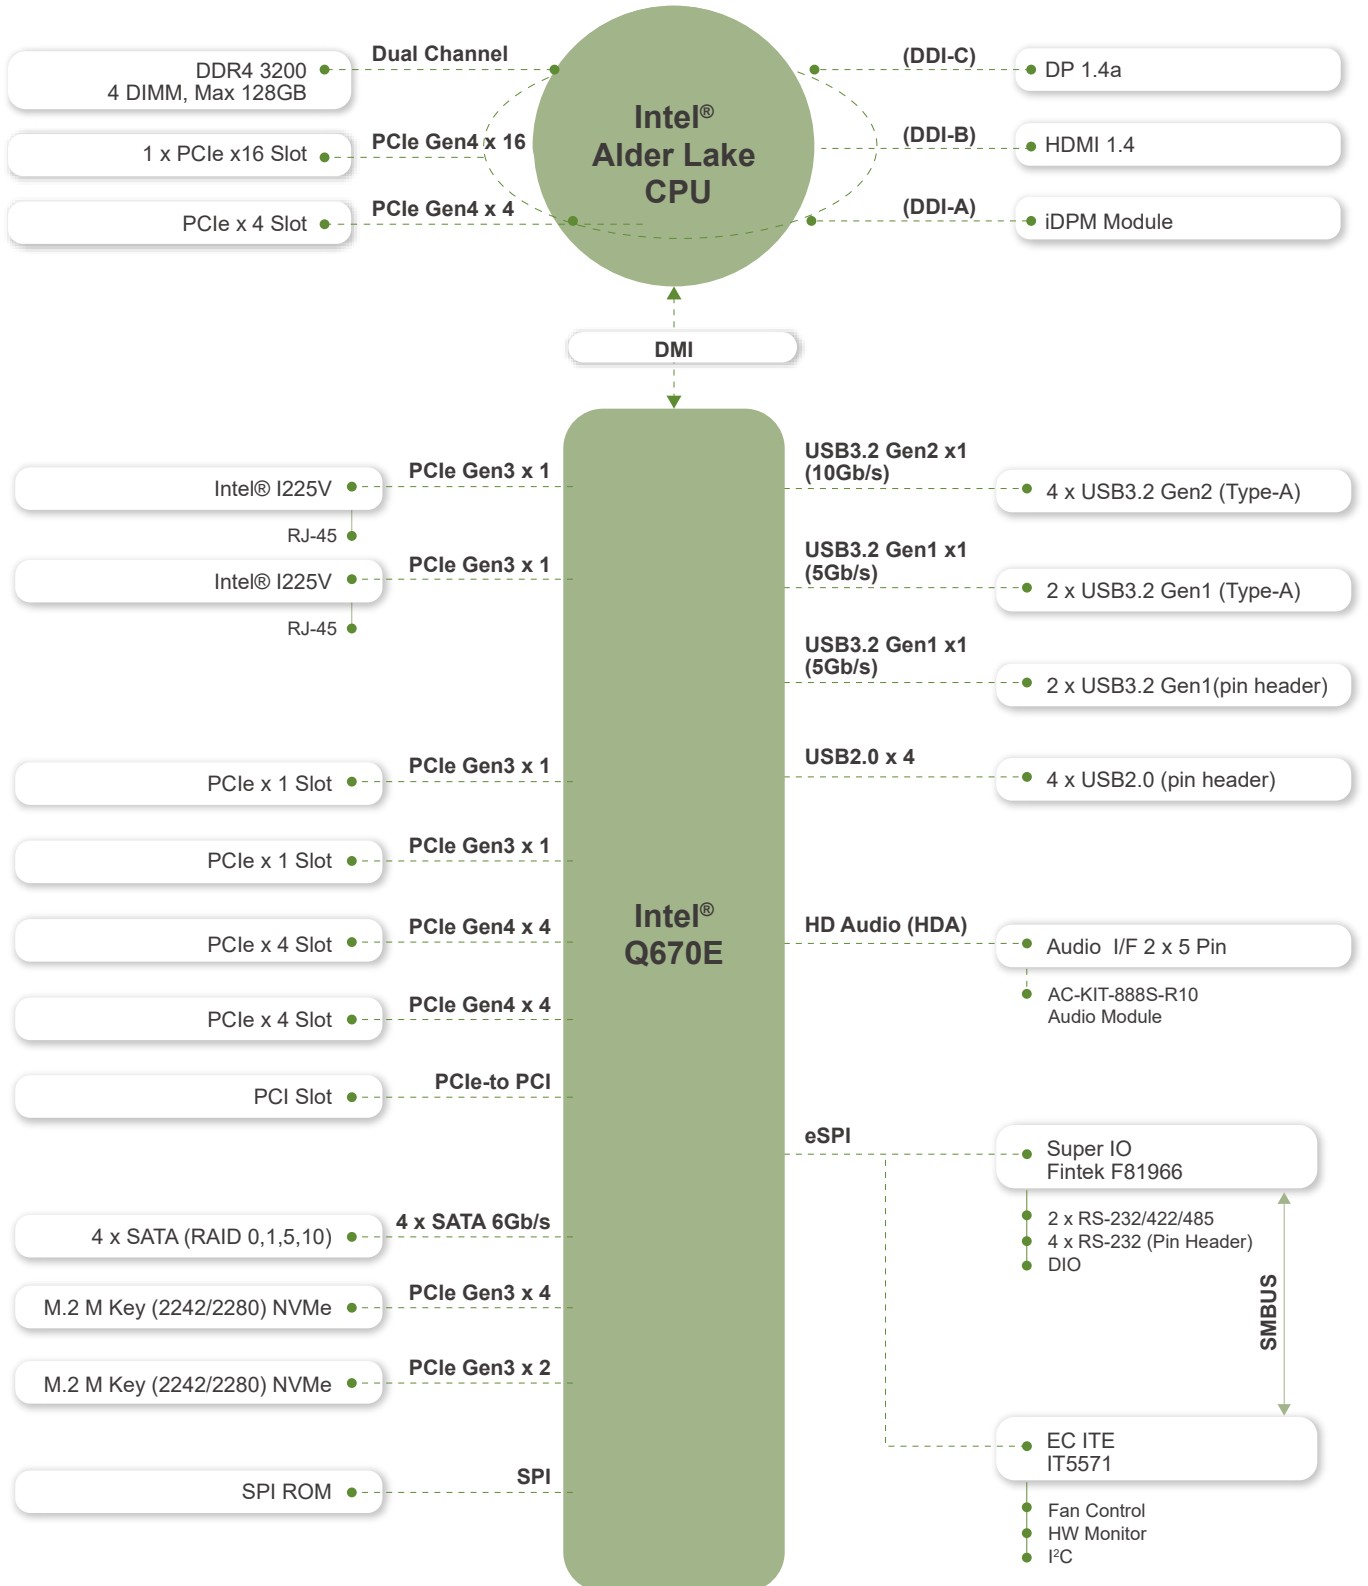 Dual Channel
DDR4 3200
4 DIMM, Max 128GB
PCIe Gen4 x 16
1 x PCIe x16 Slot
PCIe Gen4 x 4
PCIe x 4 Slot
Intel®
Alder Lake
CPU
(DDI-C)
DP 1.4a
(DDI-B)
HDMI 1.4
(DDI-A)
iDPM Module
DMI
PCIe Gen3 x 1
Intel® I225V
RJ-45
PCIe Gen3 x 1
Intel® I225V
RJ-45
PCIe Gen3 x 1
PCIe x 1 Slot
PCIe Gen3 x 1
PCIe x 1 Slot
PCIe Gen4 x 4
PCIe x 4 Slot
PCIe Gen4 x 4
PCIe x 4 Slot
PCIe-to PCI
PCI Slot
4 x SATA 6Gb/s
4 x SATA (RAID 0,1,5,10)
PCIe Gen3 x 4
M.2 M Key (2242/2280) NVMe
PCIe Gen3 x 2
M.2 M Key (2242/2280) NVMe
SPI
SPI ROM
Intel®
Q670E
USB3.2 Gen2 x1
(10Gb/s)
4 x USB3.2 Gen2 (Type-A)
USB3.2 Gen1 x1
(5Gb/s)
2 x USB3.2 Gen1 (Type-A)
USB3.2 Gen1 x1
(5Gb/s)
2 x USB3.2 Gen1(pin header)
USB2.0 x 4
4 x USB2.0 (pin header)
HD Audio (HDA)
Audio I/F 2 x 5 Pin
AC-KIT-888S-R10
Audio Module
eSPI
Super IO
Fintek F81966
2 x RS-232/422/485
4 x RS-232 (Pin Header)
DIO
SMBUS
EC ITE
IT5571
Fan Control
HW Monitor
I²C